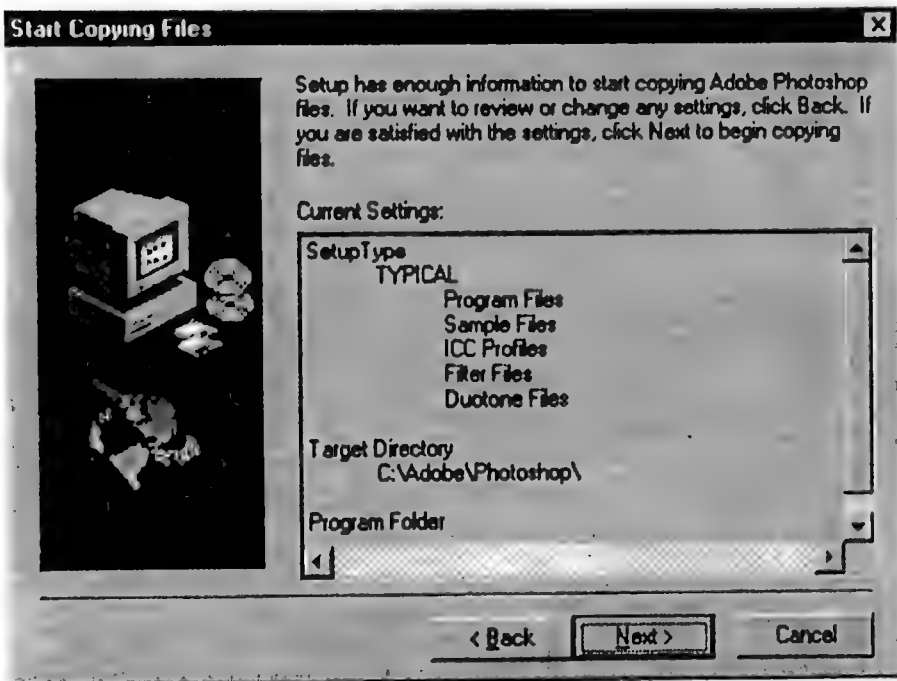 Start Copying Files
Setup has enough information to start copying Adobe Photoshop
files. If you want to review or change any settings, click Back. If
you are satisfied with the settings, click Next to begin copying
files.
Current Settings:
SetupType
TYPICAL
Program Files
Sample Files
ICC Profiles
Filter Files
Duotone Files
Target Directory
C:\Adobe\Photoshop\
Program Folder
< Back
Next >
Cancel